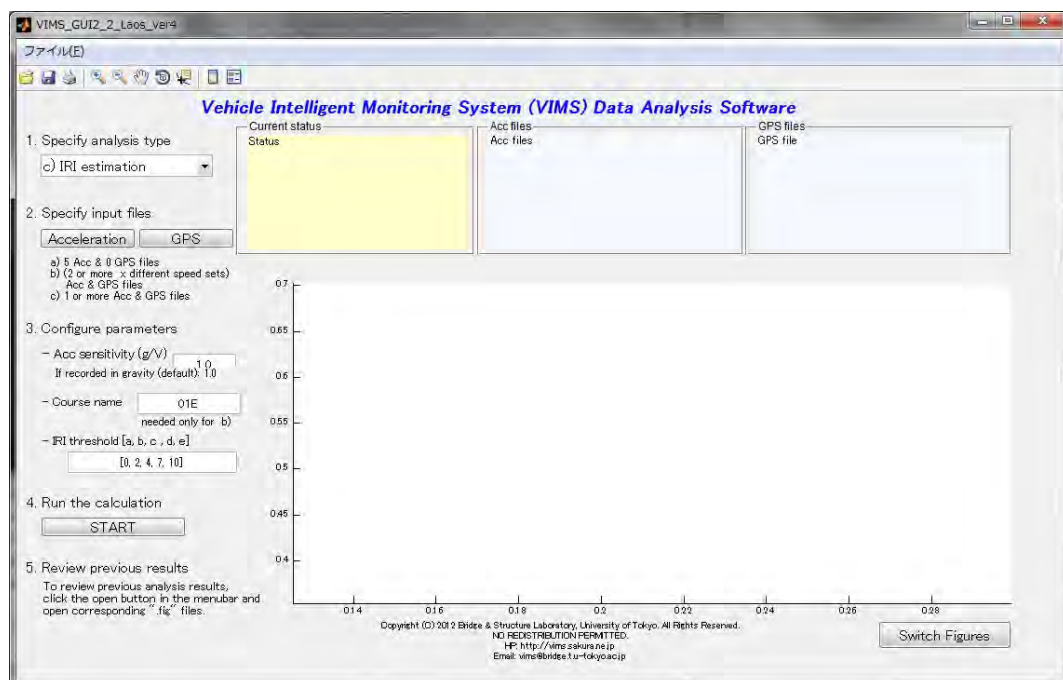 VIMS_GUI2_2_Laos_ver4
ファイル(F)
Vehicle Intelligent Monitoring System (VIMS) Data Analysis Software
1. Specify analysis type
c) IRI estimation
Current status
Status
Acc files
Acc files
GPS files
GPS file
2. Specify input files
Acceleration
GPS
a) 5 Acc & 0 GPS files
b) (2 or more x different speed sets)
Acc & GPS files
c) 1 or more Acc & GPS files
3. Configure parameters
- Acc sensitivity (g/V)
1.0
If recorded in gravity (default): 1.0
- Course name
01E
needed only for b)
- IRI threshold [a, b, c , d, e]
[0, 2, 4, 7, 10]
4. Run the calculation
START
5. Review previous results
To review previous analysis results,
click the open button in the menubar and
open corresponding ".fig" files.
0.7
0.65
0.6
0.55
0.5
0.45
0.4
0.14
0.16
0.18
0.2
0.22
0.24
0.26
0.28
Copyright (C) 2012 Bridge & Structure Laboratory, University of Tokyo. All Rights Reserved.
NO REDISTRIBUTION PERMITTED.
HP: http://vims.sakura.ne.jp
Email: vims@bridge.t.u-tokyo.ac.jp
Switch Figures